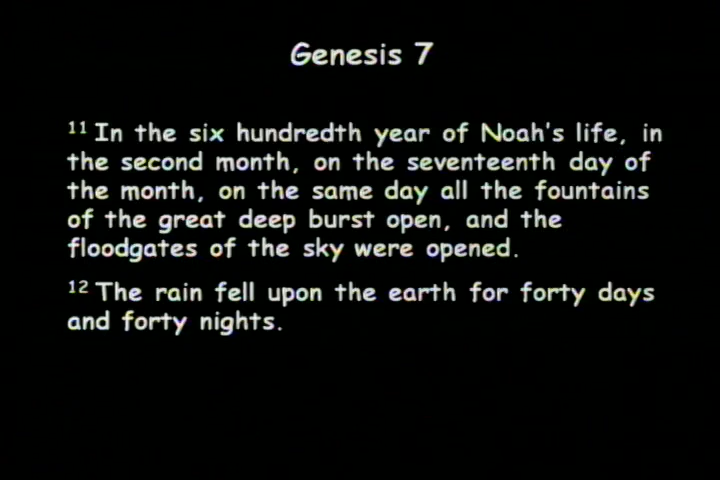 Genesis 7
11 In the six hundredth year of Noah's life, in
the second month, on the seventeenth day of
the month, on the same day all the fountains
of the great deep burst open, and the
floodgates of the sky were opened.
12 The rain fell upon the earth for forty days
and forty nights.